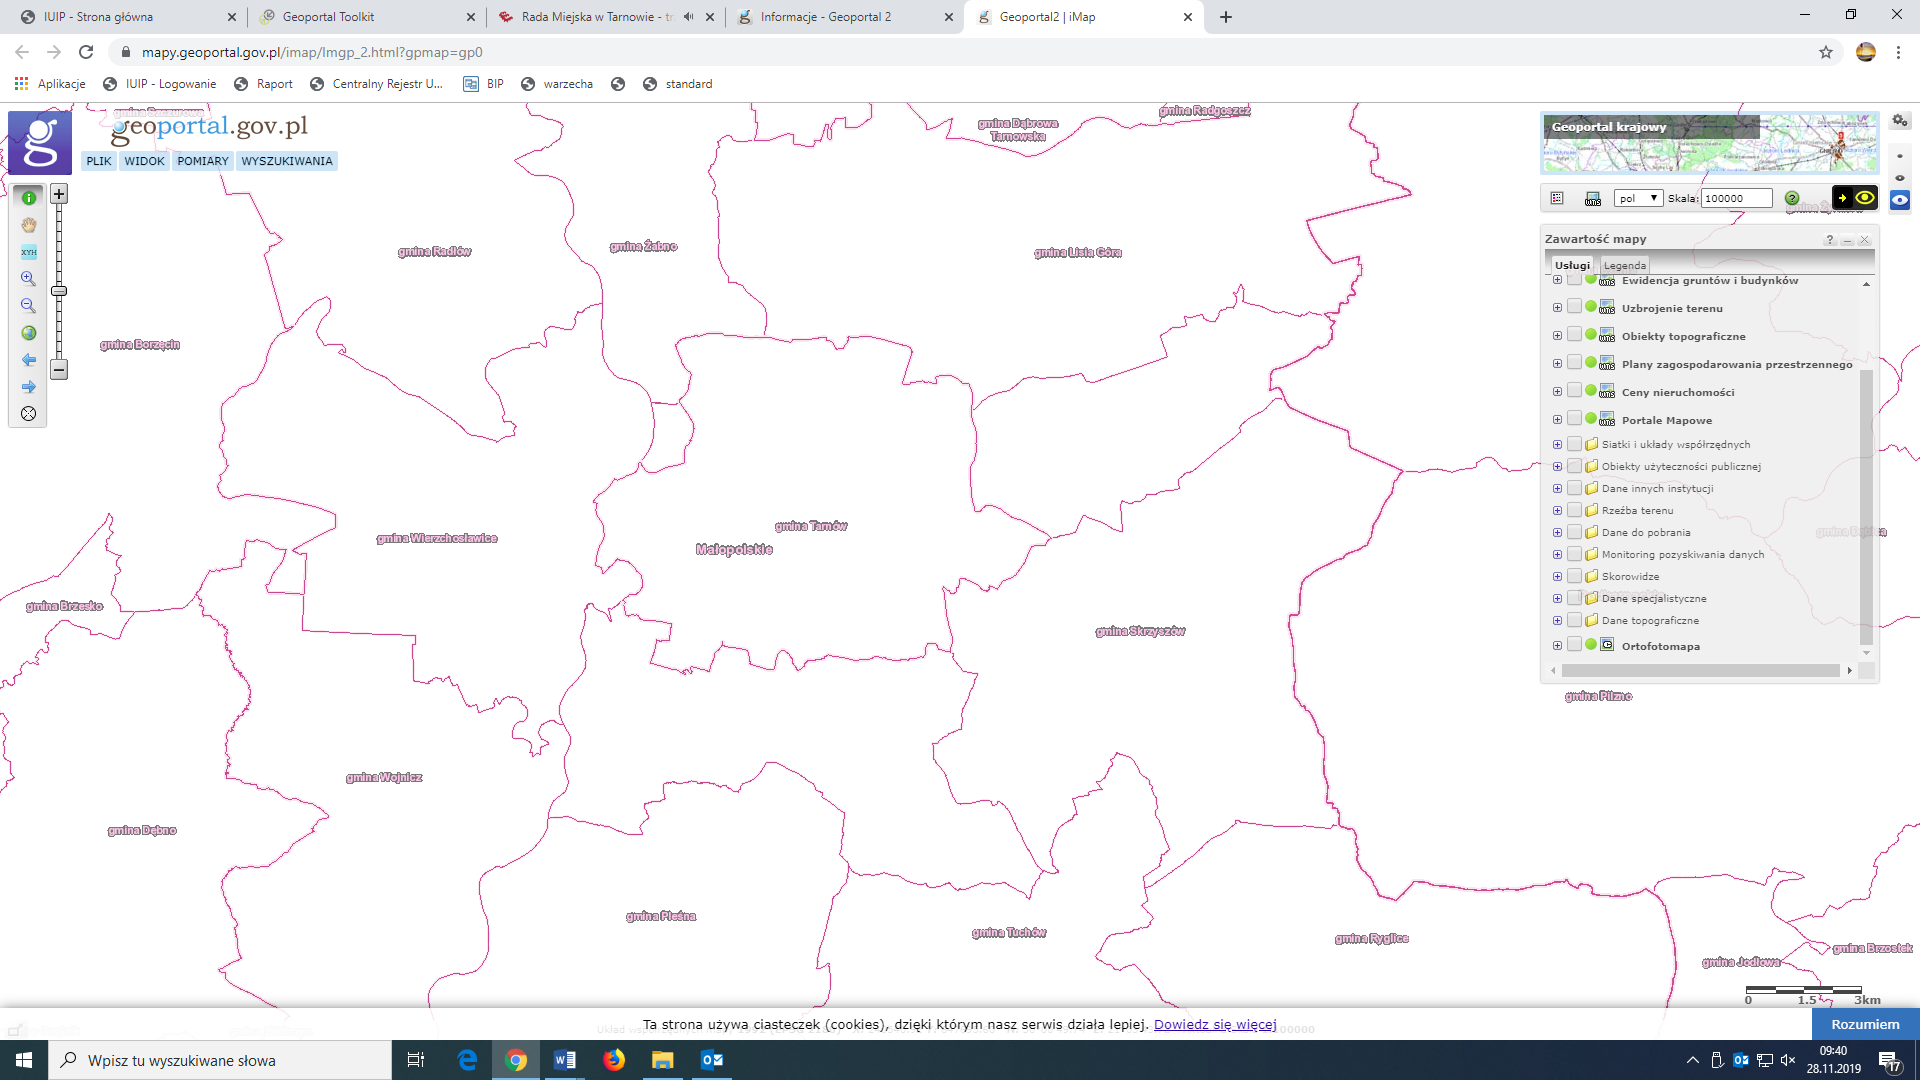 IUIP - Strona główna
Geoportal Toolkit
Rada Miejska w Tarnowie - tr
Informacje - Geoportal 2
Geoportal2 | iMap
mapy.geoportal.gov.pl/imap/Imgp_2.html?gpmap=gp0
Aplikacje
IUIP - Logowanie
Raport
Centralny Rejestr U...
BIP
warzecha
standard
geoportal.gov.pl
PLIK
WIDOK
POMIARY
WYSZUKIWANIA
gmina Szczurowa
gmina Dąbrowa
Tarnowska
gmina Radgoszcz
gmina Radłów
gmina Żabno
gmina Lisia Góra
gmina Borzęcin
gmina Tarnów
Małopolskie
gmina Wierzchosławice
gmina Brzesko
gmina Skrzyszów
gmina Pilzno
gmina Wojnicz
gmina Dębno
gmina Pleśna
gmina Tuchów
gmina Ryglice
gmina Jodłowa
gmina Brzostek
XYH
Geoportal krajowy
pol
Skala:
100000
Zawartość mapy
Usługi
Legenda
Ewidencja gruntów i budynków
Uzbrojenie terenu
Obiekty topograficzne
Plany zagospodarowania przestrzennego
Ceny nieruchomości
Portale Mapowe
Siatki i układy współrzędnych
Obiekty użyteczności publicznej
Dane innych instytucji
Rzeźba terenu
Dane do pobrania
Monitoring pozyskiwania danych
Skorowidze
Dane specjalistyczne
Dane topograficzne
Ortofotomapa
0 1.5 3km
Ta strona używa ciasteczek (cookies), dzięki którym nasz serwis działa lepiej. Dowiedz się więcej
Rozumiem
Wpisz tu wyszukiwane słowa
09:40
28.11.2019
17